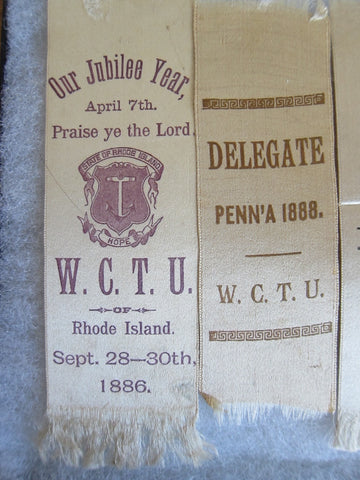 Our Jubilee Year,
April 7th.
Praise ye the Lord.
STATE OF RHODE ISLAND
HOPE
W. C. T. U.
OF
Rhode Island.
Sept. 28—30th,
1886.
DELEGATE
PENN'A 1888.
W. C. T. U.